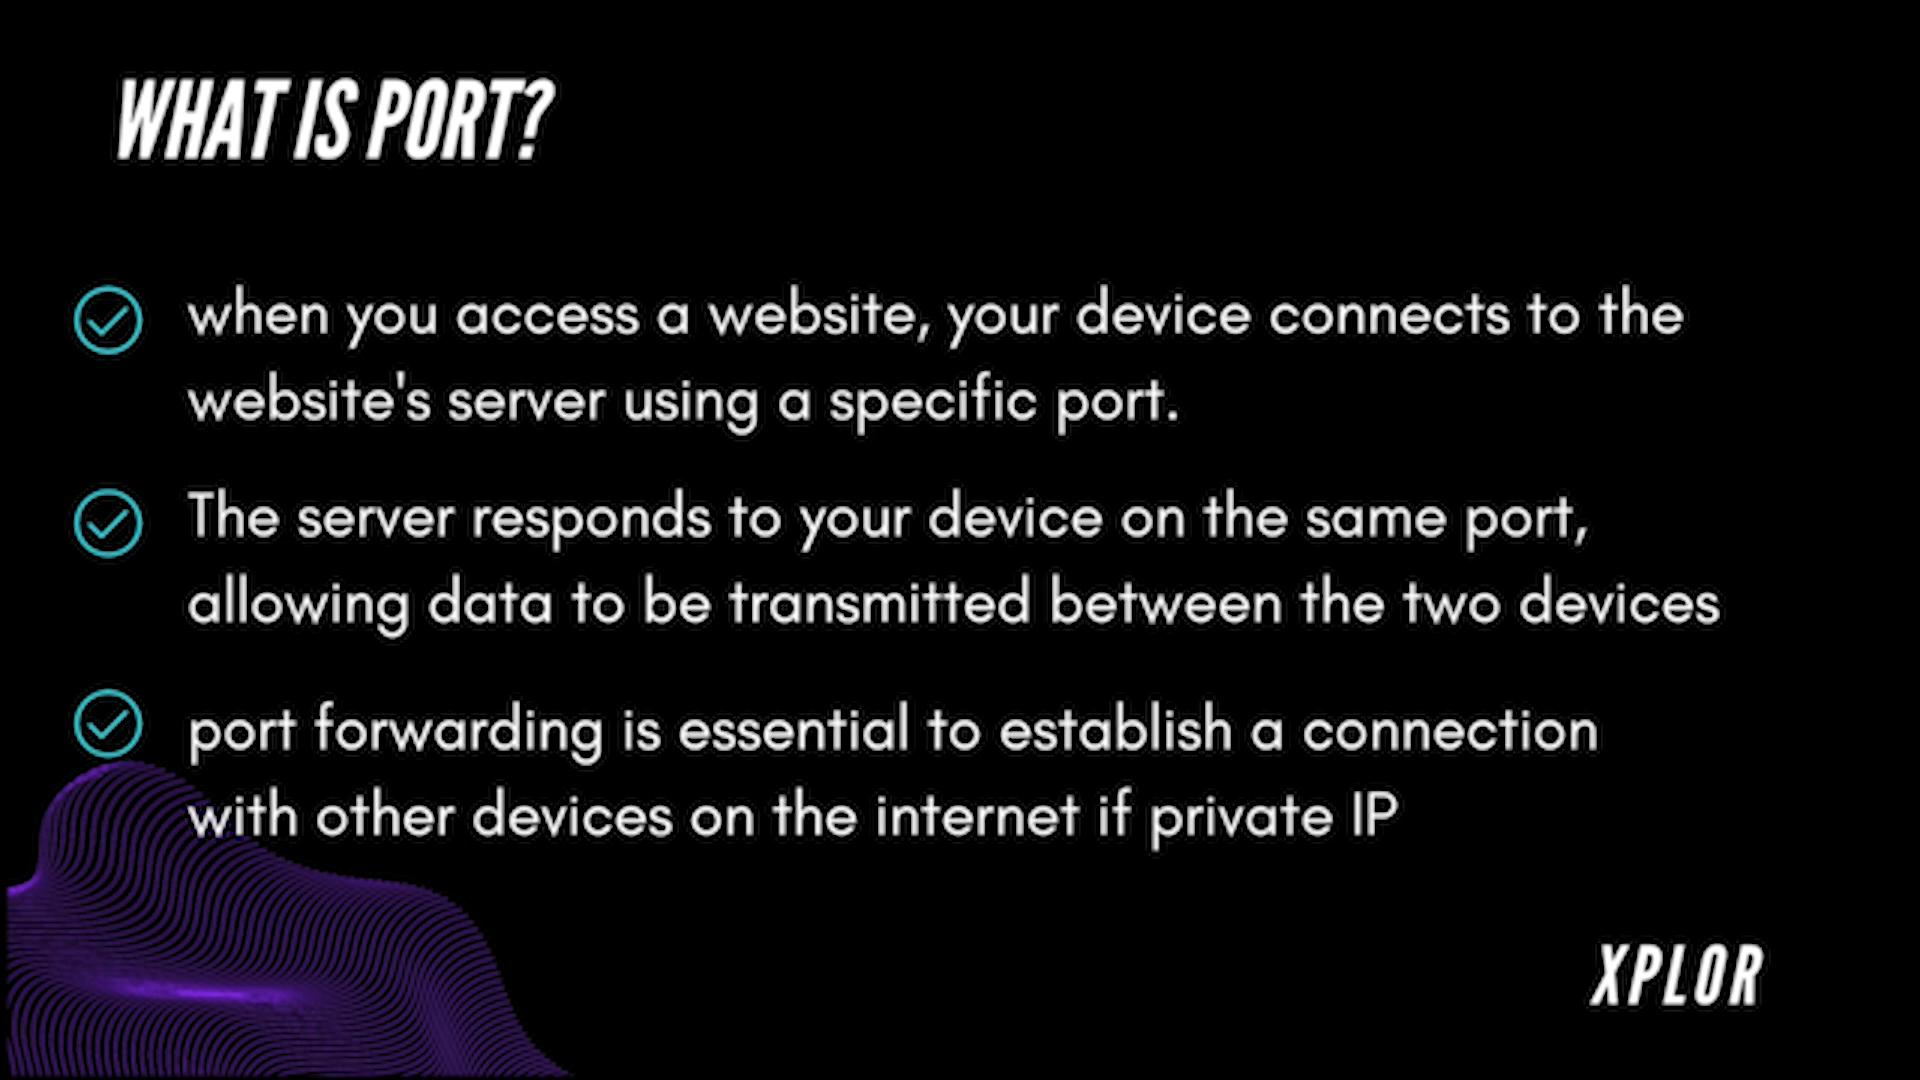 WHAT IS PORT?
when you access a website, your device connects to the
website's server using a specific port.
The server responds to your device on the same port,
allowing data to be transmitted between the two devices
port forwarding is essential to establish a connection
with other devices on the internet if private IP
XPLOR